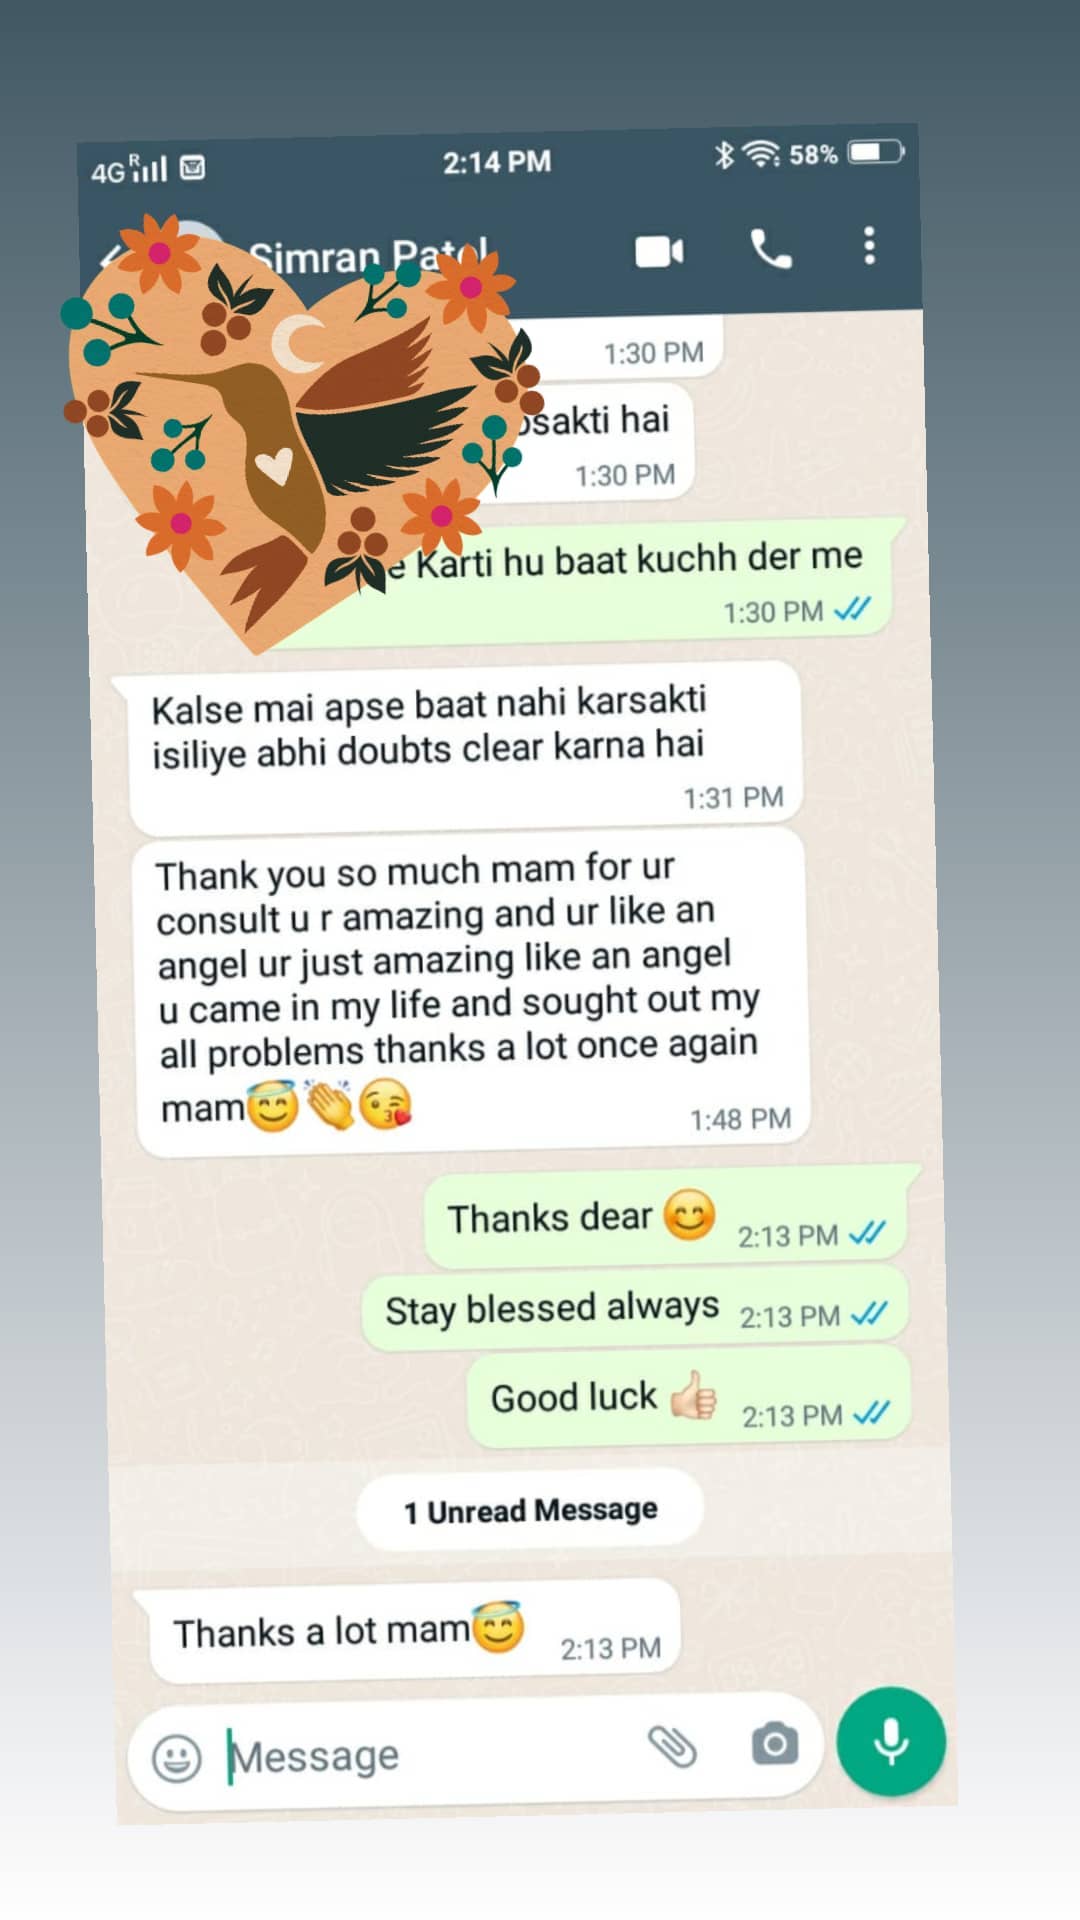 4G R
2:14 PM
58%
Simran Patel
1:30 PM
hai
1:30 PM
Karti hu baat kuchh der me
1:30 PM
Kalse mai apse baat nahi karsakti
isiliye abhi doubts clear karna hai
1:31 PM
Thank you so much mam for ur
consult u r amazing and ur like an
angel ur just amazing like an angel
u came in my life and sought out my
all problems thanks a lot once again
mam😇👏😘
1:48 PM
Thanks dear 😊 2:13 PM
Stay blessed always 2:13 PM
Good luck 👍🏻 2:13 PM
1 Unread Message
Thanks a lot mam😇 2:13 PM
Message